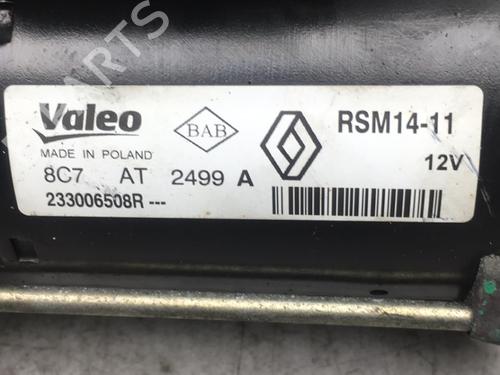 Valeo
BAB
RSM14-11
MADE IN POLAND
12V
8C7 AT 2499 A
233006508R ---